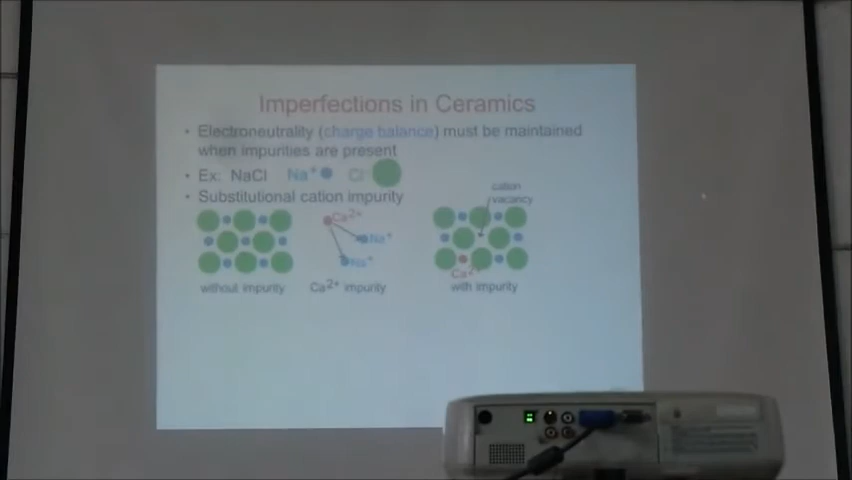 Imperfections in Ceramics
• Electroneutrality (charge balance) must be maintained
when impurities are present
• Ex: NaCl Na⁺ Cl
• Substitutional cation impurity
cation
vacancy
Ca²⁺
Na⁺
Na⁺
Ca²⁺
without impurity Ca²⁺ impurity with impurity